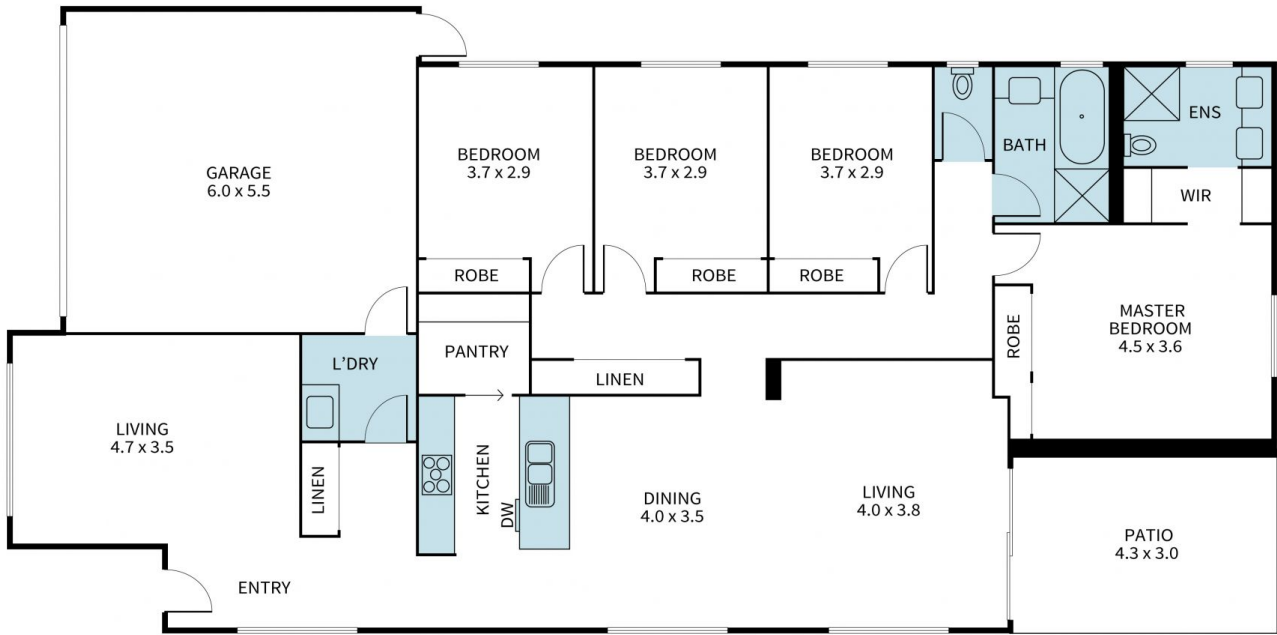 GARAGE
6.0 x 5.5
BEDROOM
3.7 x 2.9
BEDROOM
3.7 x 2.9
BEDROOM
3.7 x 2.9
BATH
ENS
WIR
ROBE
ROBE
ROBE
MASTER
BEDROOM
4.5 x 3.6
ROBE
PANTRY
L'DRY
LINEN
LIVING
4.7 x 3.5
LINEN
KITCHEN
DW
DINING
4.0 x 3.5
LIVING
4.0 x 3.8
PATIO
4.3 x 3.0
ENTRY